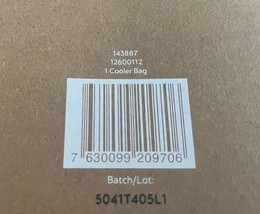 143887
12600112
1 Cooler Bag
7 630099 209706
Batch/Lot:
5041T405L1